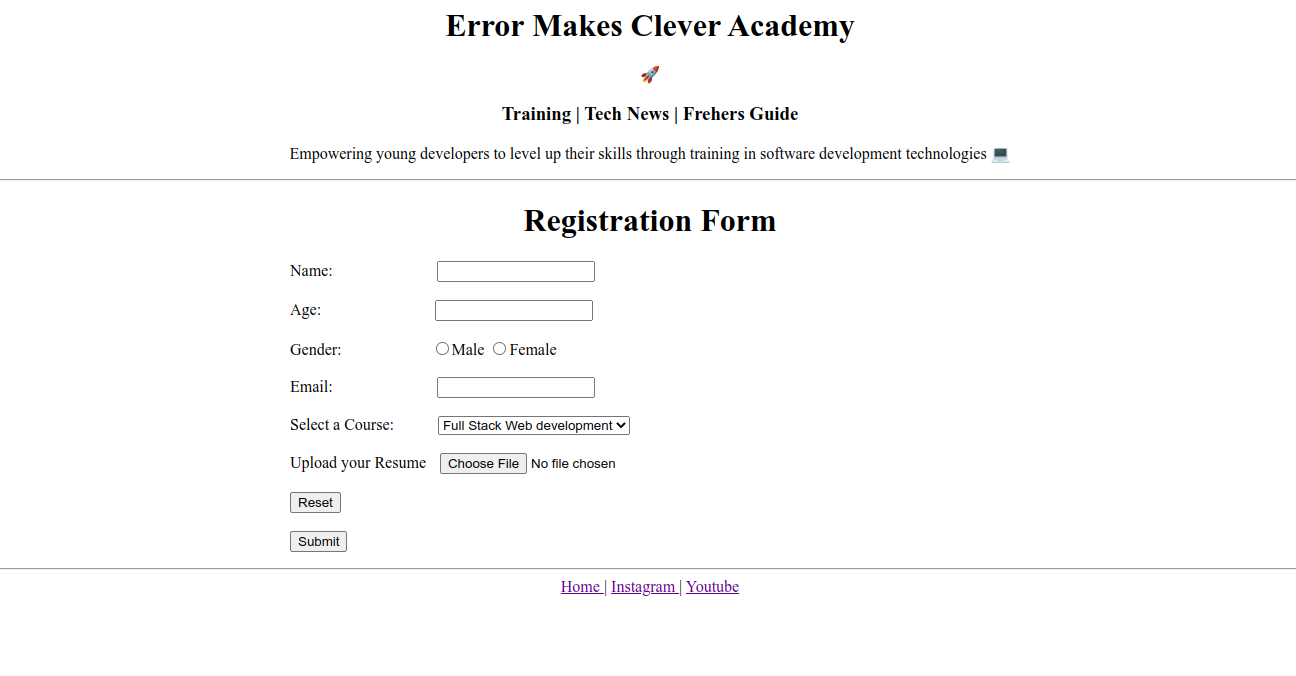 Error Makes Clever Academy
🚀
Training | Tech News | Frehers Guide
Empowering young developers to level up their skills through training in software development technologies 💻
Registration Form
Name:
Age:
Gender: Male Female
Email:
Select a Course: Full Stack Web development
Upload your Resume Choose File No file chosen
Reset
Submit
Home | Instagram | Youtube